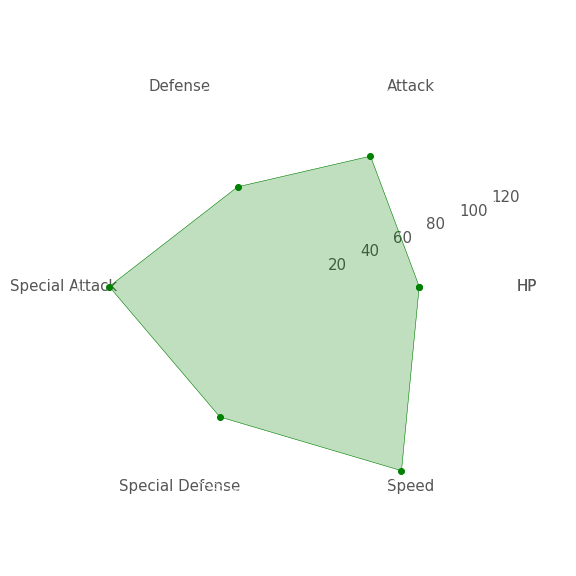 Defense
Attack
120
100
80
60
40
20
Special Attack
HP
Special Defense
Speed